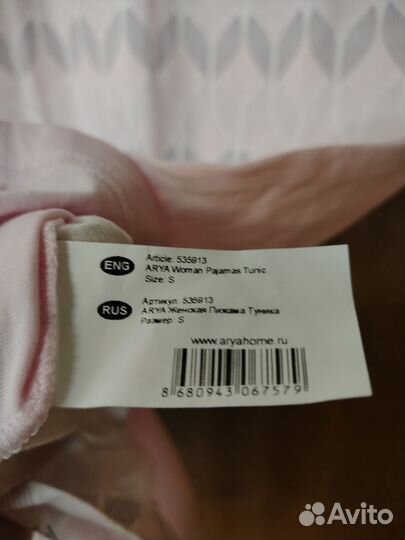 ENG
Article: 535913
ARYA Woman Pajamas Tunic
Size: S
RUS
Артикул: 535913
ARYA Женская Пижама Туника
Размер: S
www.aryahome.ru
8 680943 067579
Avito